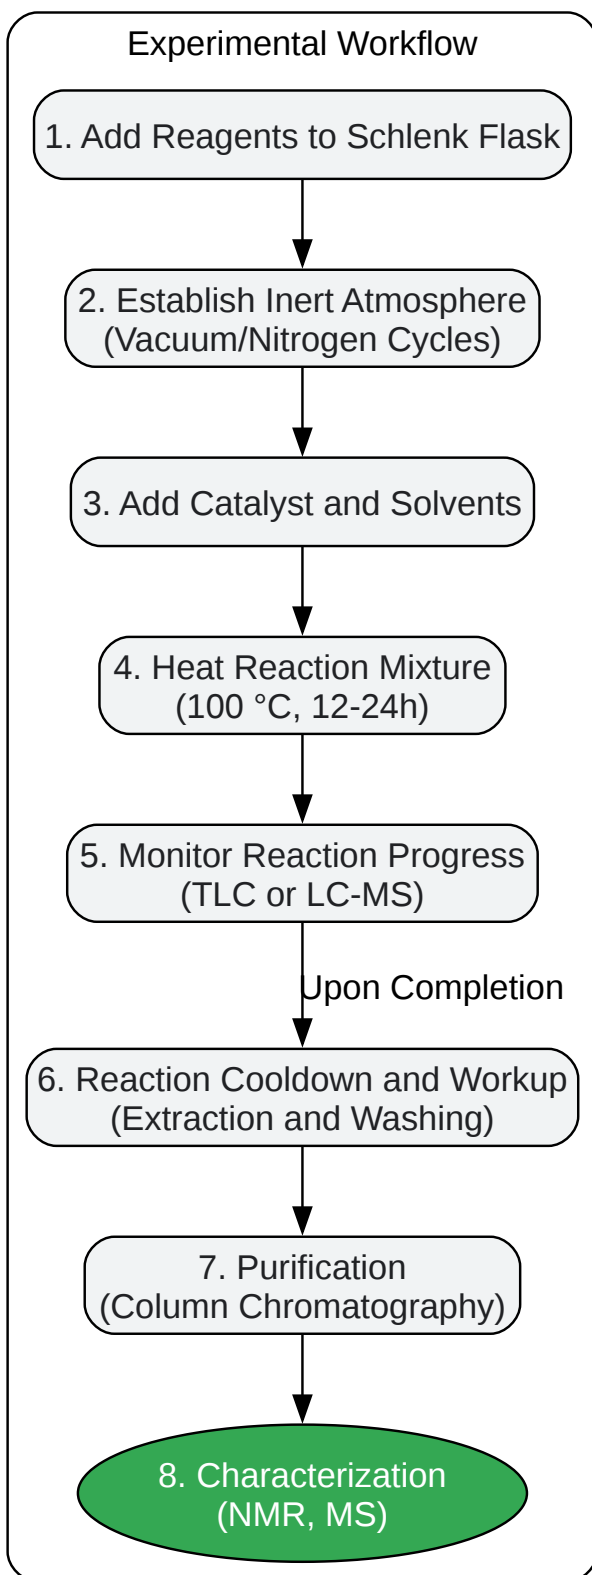 Experimental Workflow
1. Add Reagents to Schlenk Flask
2. Establish Inert Atmosphere
(Vacuum/Nitrogen Cycles)
3. Add Catalyst and Solvents
4. Heat Reaction Mixture
(100 °C, 12-24h)
5. Monitor Reaction Progress
(TLC or LC-MS)
Upon Completion
6. Reaction Cooldown and Workup
(Extraction and Washing)
7. Purification
(Column Chromatography)
8. Characterization
(NMR, MS)